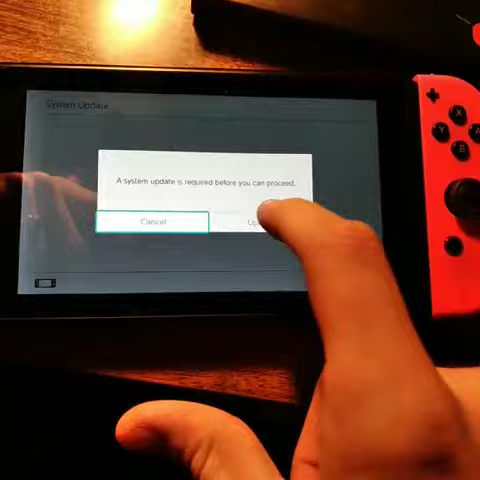 System Update
A system update is required before you can proceed.
Cancel
X
Y
A
B